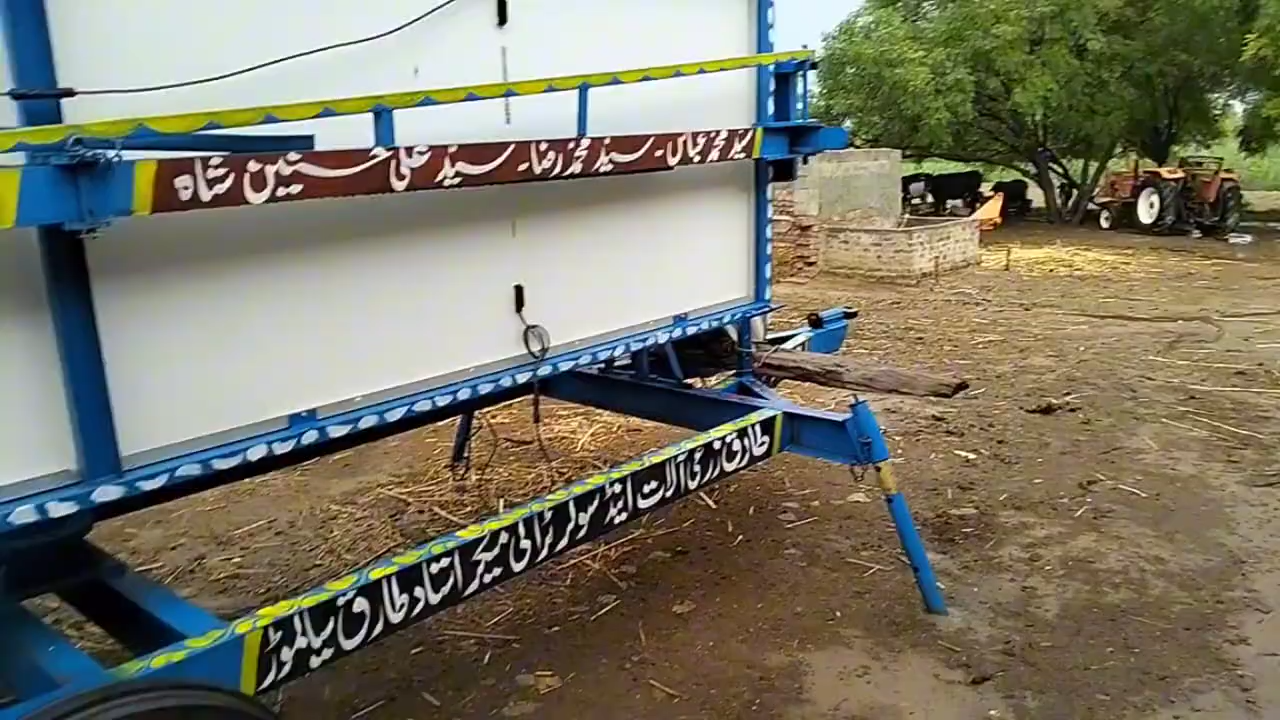 سید محمد عباس۔ سید محمد رضا۔ سید علی حسنین شاہ
طارق زرعی آلات اینڈ سولر ٹرالی میکر استاد طارق سیالموڑ